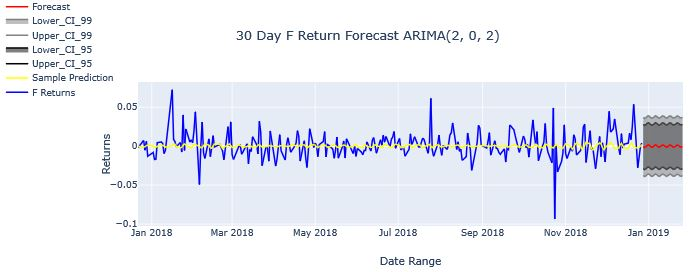 Forecast
Lower_CI_99
Upper_CI_99
Lower_CI_95
Upper_CI_95
Sample Prediction
F Returns
30 Day F Return Forecast ARIMA(2, 0, 2)
Returns
0.05
0
−0.05
−0.1
Jan 2018
Mar 2018
May 2018
Jul 2018
Sep 2018
Nov 2018
Jan 2019
Date Range